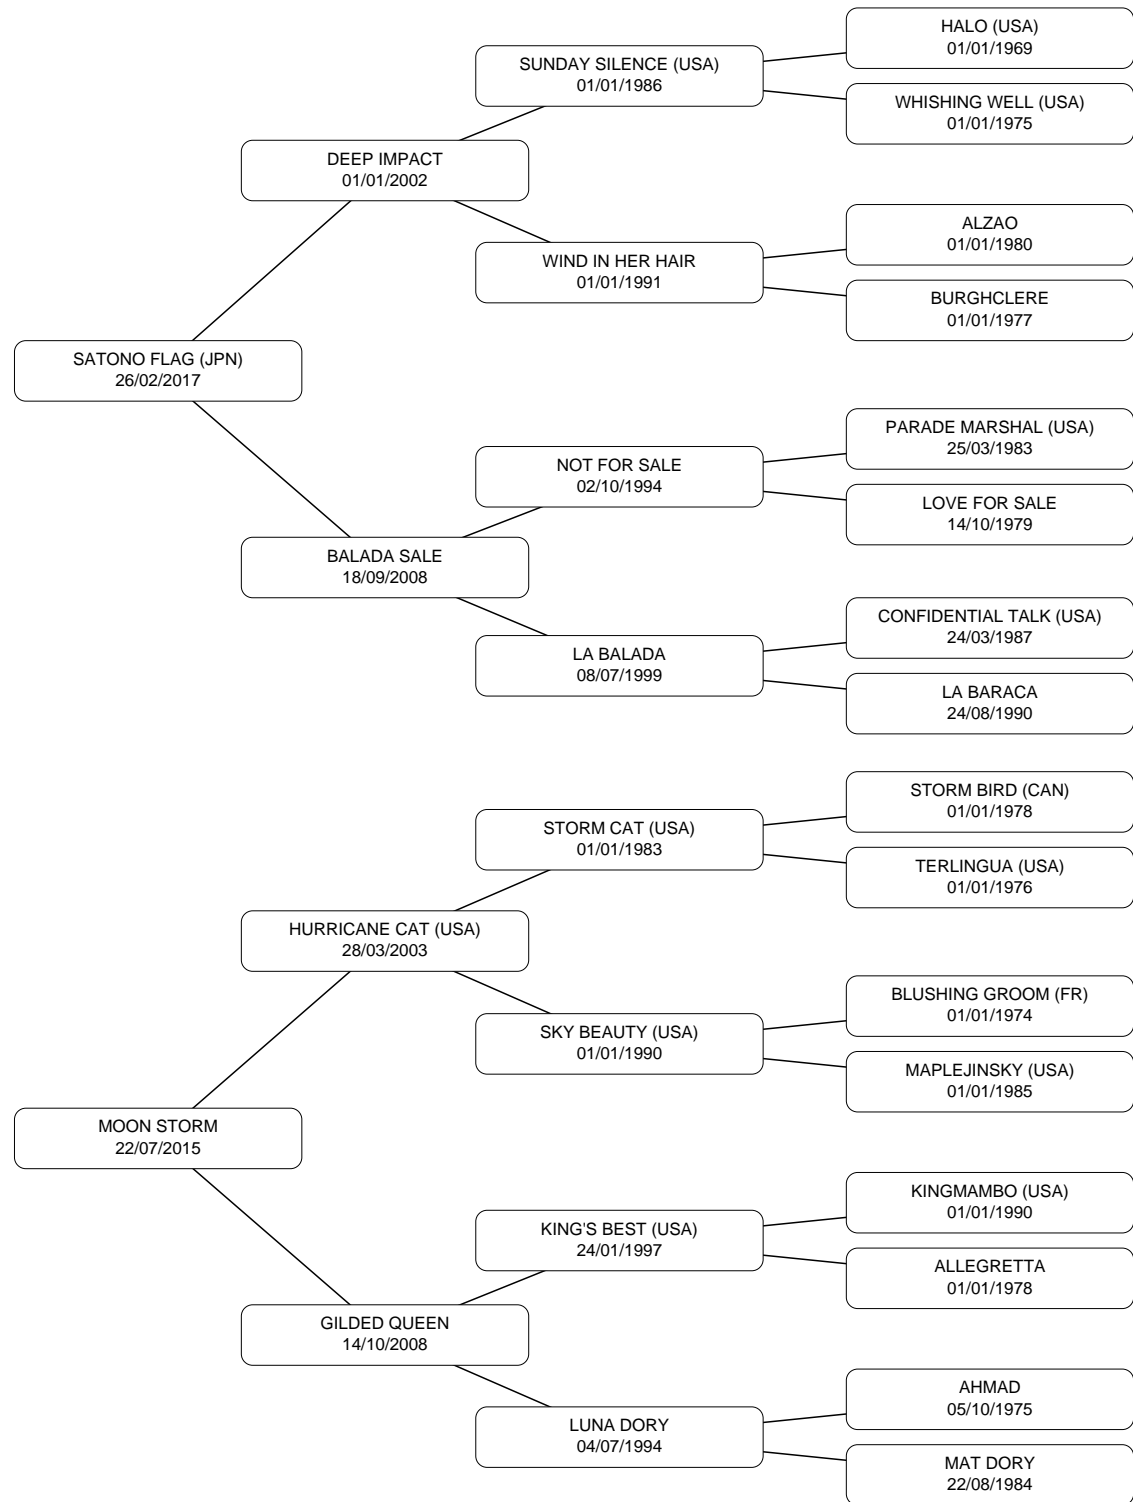 HALO (USA)
01/01/1969
SUNDAY SILENCE (USA)
01/01/1986
WHISHING WELL (USA)
01/01/1975
DEEP IMPACT
01/01/2002
ALZAO
01/01/1980
WIND IN HER HAIR
01/01/1991
BURGHCLERE
01/01/1977
SATONO FLAG (JPN)
26/02/2017
PARADE MARSHAL (USA)
25/03/1983
NOT FOR SALE
02/10/1994
LOVE FOR SALE
14/10/1979
BALADA SALE
18/09/2008
CONFIDENTIAL TALK (USA)
24/03/1987
LA BALADA
08/07/1999
LA BARACA
24/08/1990
STORM BIRD (CAN)
01/01/1978
STORM CAT (USA)
01/01/1983
TERLINGUA (USA)
01/01/1976
HURRICANE CAT (USA)
28/03/2003
BLUSHING GROOM (FR)
01/01/1974
SKY BEAUTY (USA)
01/01/1990
MAPLEJINSKY (USA)
01/01/1985
MOON STORM
22/07/2015
KINGMAMBO (USA)
01/01/1990
KING'S BEST (USA)
24/01/1997
ALLEGRETTA
01/01/1978
GILDED QUEEN
14/10/2008
AHMAD
05/10/1975
LUNA DORY
04/07/1994
MAT DORY
22/08/1984